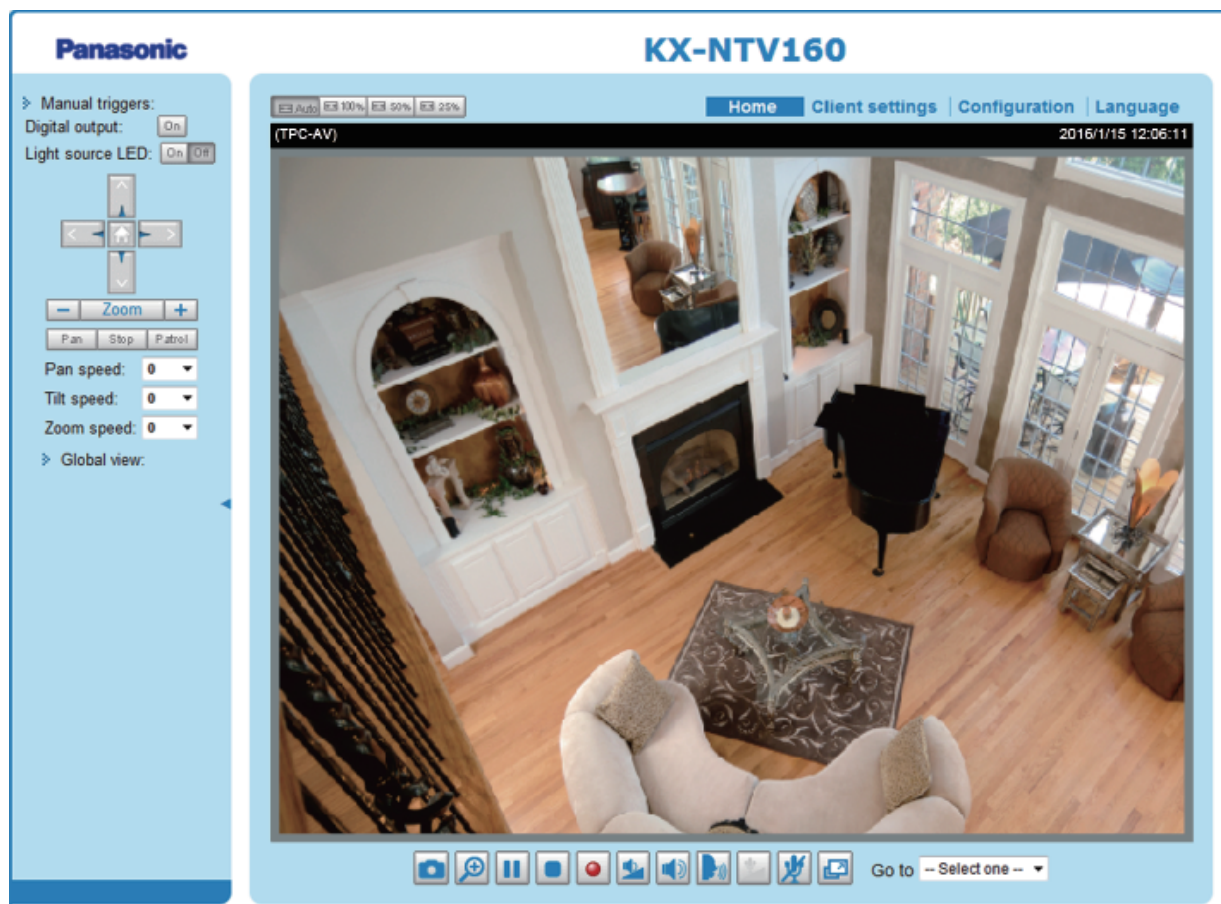 Panasonic
KX-NTV160
Manual triggers:
Digital output: On
Light source LED: On Off
Zoom
Pan Stop Patrol
Pan speed: 0
Tilt speed: 0
Zoom speed: 0
Global view:
Auto 100% 50% 25%
Home Client settings Configuration Language
(TPC-AV) 2016/1/15 12:06:11
Go to -- Select one --